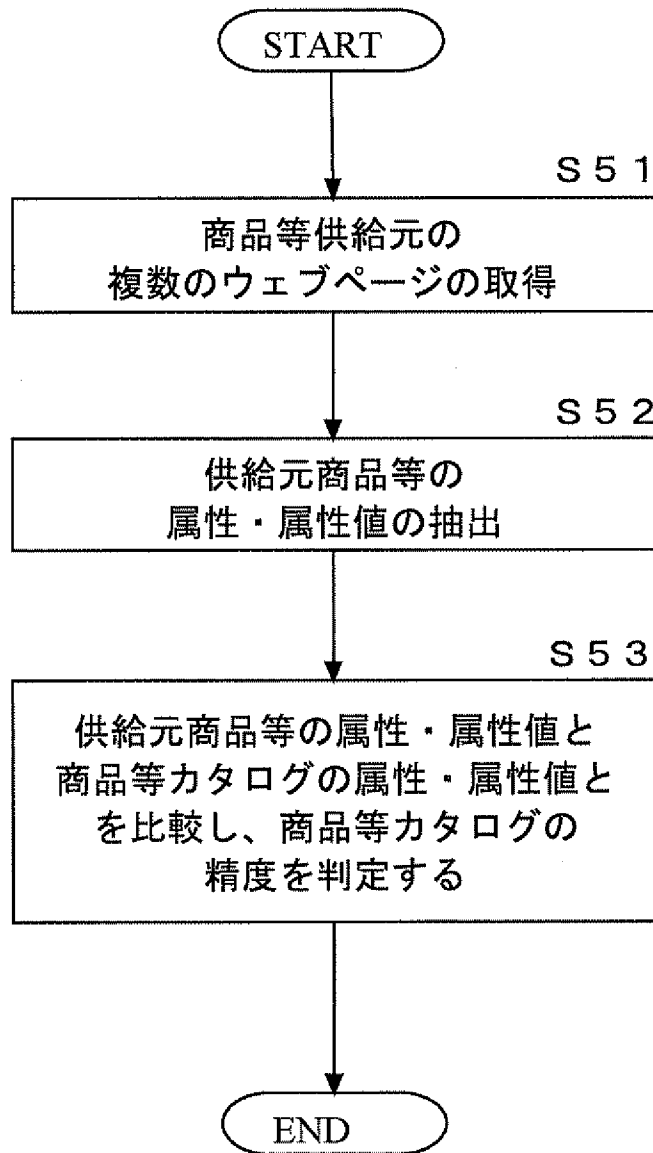 START
S51
商品等供給元の
複数のウェブページの取得
S52
供給元商品等の
属性・属性値の抽出
S53
供給元商品等の属性・属性値と
商品等カタログの属性・属性値と
を比較し、商品等カタログの
精度を判定する
END